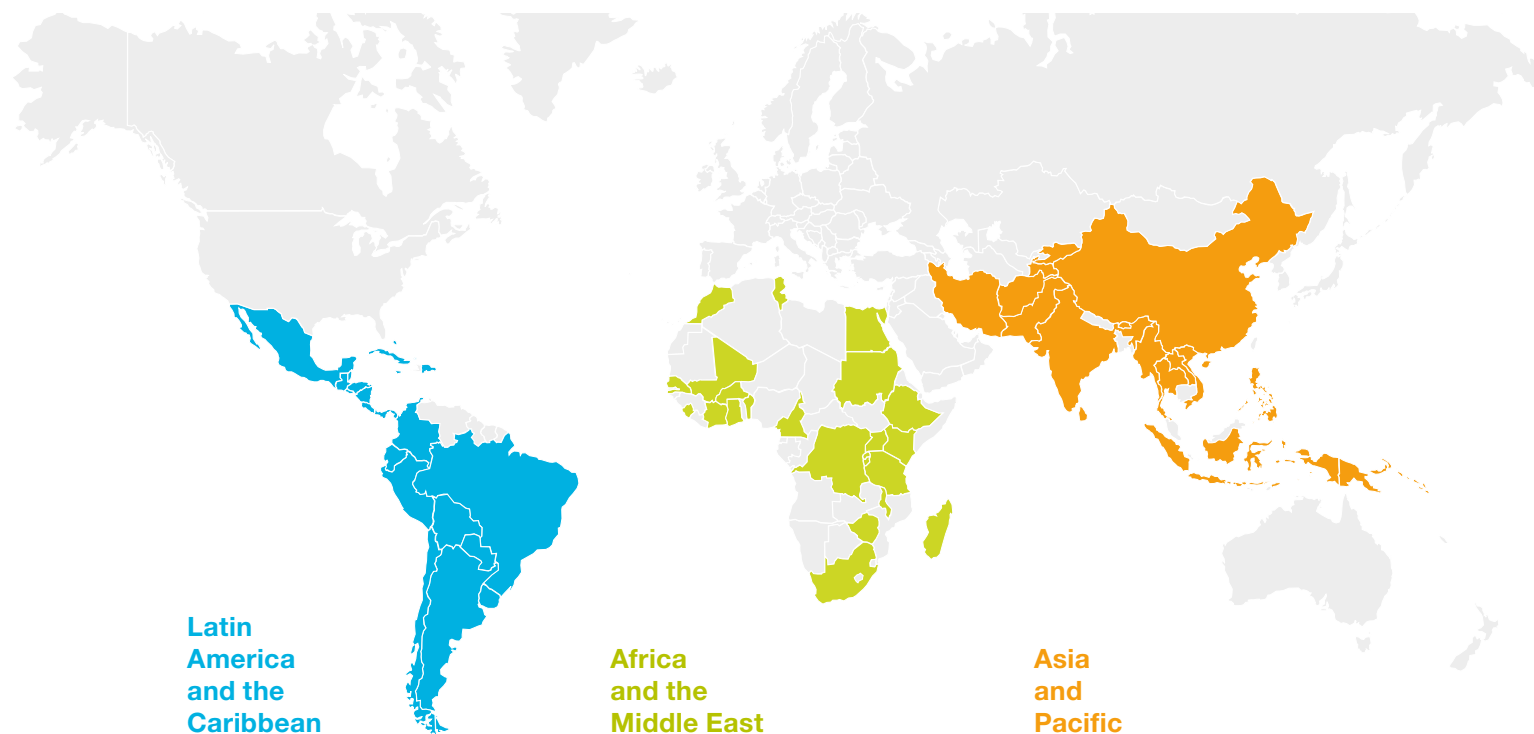 Latin
America
and the
Caribbean
Africa
and the
Middle East
Asia
and
Pacific